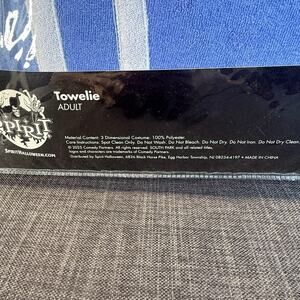 SPIRIT
SPIRITHALLOWEEN.COM
Towelie
ADULT
Material Content: 3 Dimensional Costume: 100% Polyester.
Care Instructions: Spot Clean Only. Do Not Wash. Do Not Bleach. Do Not Dry. Do Not Iron. Do Not Dry Clean.
© 2025 Comedy Partners. All rights reserved. SOUTH PARK and all related titles,
logos and characters are trademarks of Comedy Partners.
Distributed by Spirit Halloween, 6826 Black Horse Pike, Egg Harbor Township, NJ 08234-4197 • MADE IN CHINA